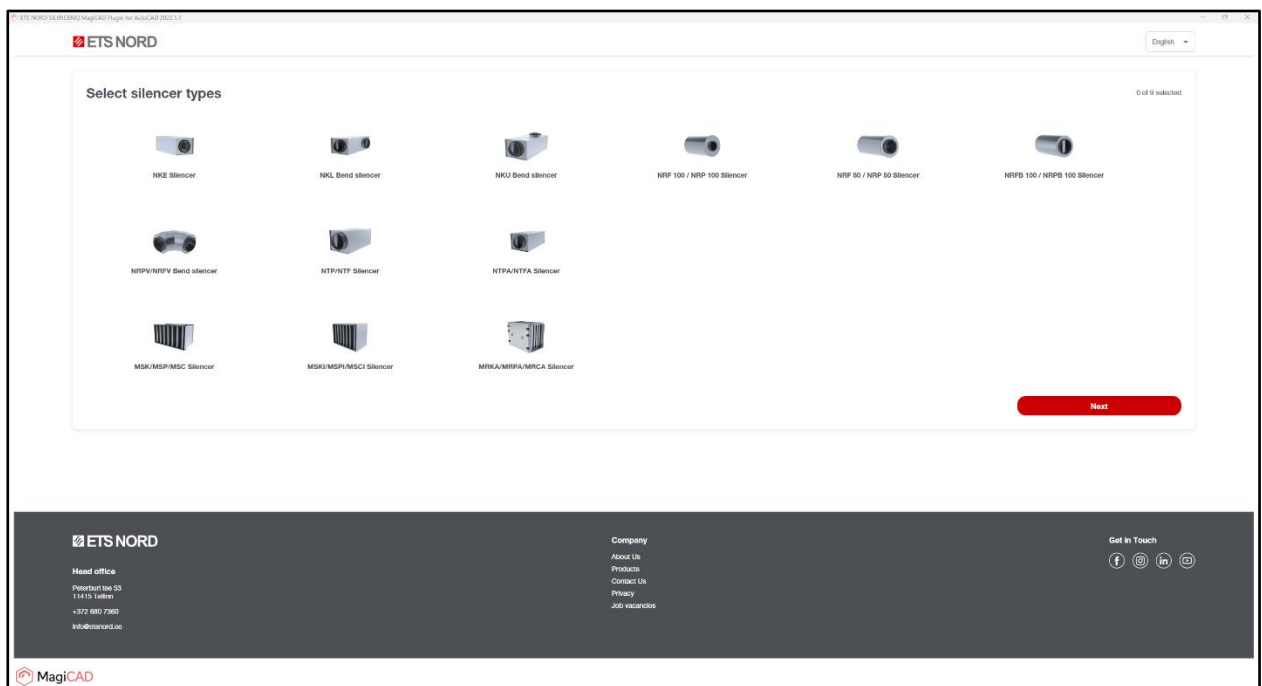 ETS NORD SILENCERIQ MagiCAD Plugin for AutoCAD 2023.1.1
ETS NORD
English
Select silencer types
0 of 9 selected
NKE Silencer
NKL Bend silencer
NKU Bend silencer
NRF 100 / NRP 100 Silencer
NRF 50 / NRP 50 Silencer
NRFB 100 / NRPB 100 Silencer
NRPV/NRFV Bend silencer
NTP/NTF Silencer
NTPA/NTFA Silencer
MSK/MSP/MSC Silencer
MSKI/MSPI/MSCI Silencer
MRKA/MRPA/MRCA Silencer
Next
ETS NORD
Head office
Peterburi tee 53
11415 Tallinn
+372 680 7360
info@etsnord.ee
Company
About Us
Products
Contact Us
Privacy
Job vacancies
Get in Touch
MagiCAD